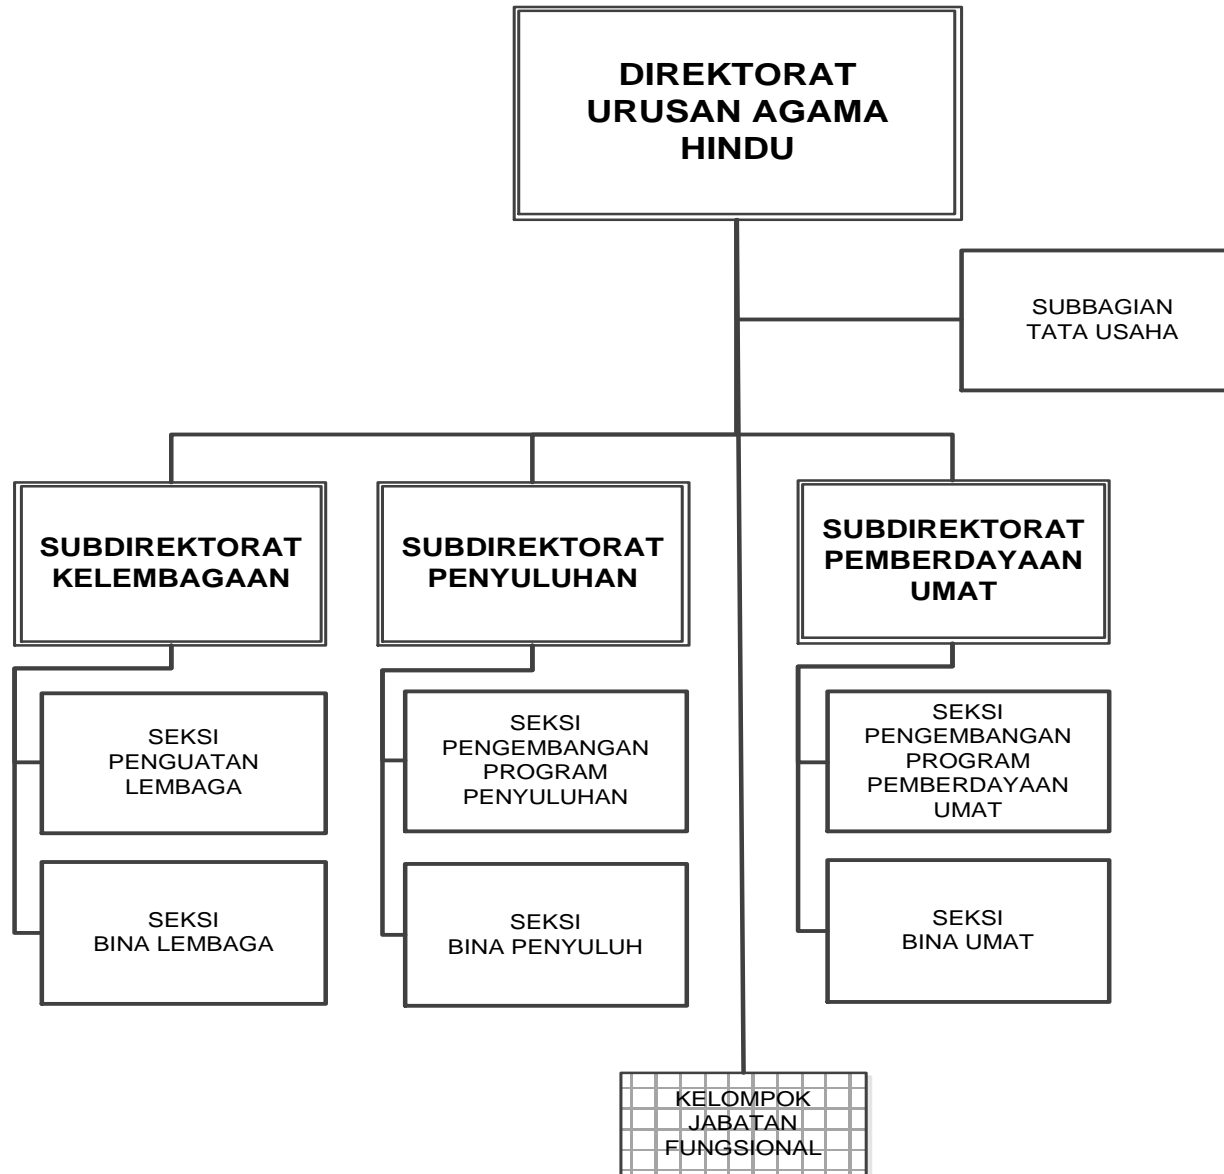 DIREKTORAT
URUSAN AGAMA
HINDU
SUBBAGIAN
TATA USAHA
SUBDIREKTORAT
KELEMBAGAAN
SUBDIREKTORAT
PENYULUHAN
SUBDIREKTORAT
PEMBERDAYAAN
UMAT
SEKSI
PENGUATAN
LEMBAGA
SEKSI
PENGEMBANGAN
PROGRAM
PENYULUHAN
SEKSI
PENGEMBANGAN
PROGRAM
PEMBERDAYAAN
UMAT
SEKSI
BINA LEMBAGA
SEKSI
BINA PENYULUH
SEKSI
BINA UMAT
KELOMPOK
JABATAN
FUNGSIONAL